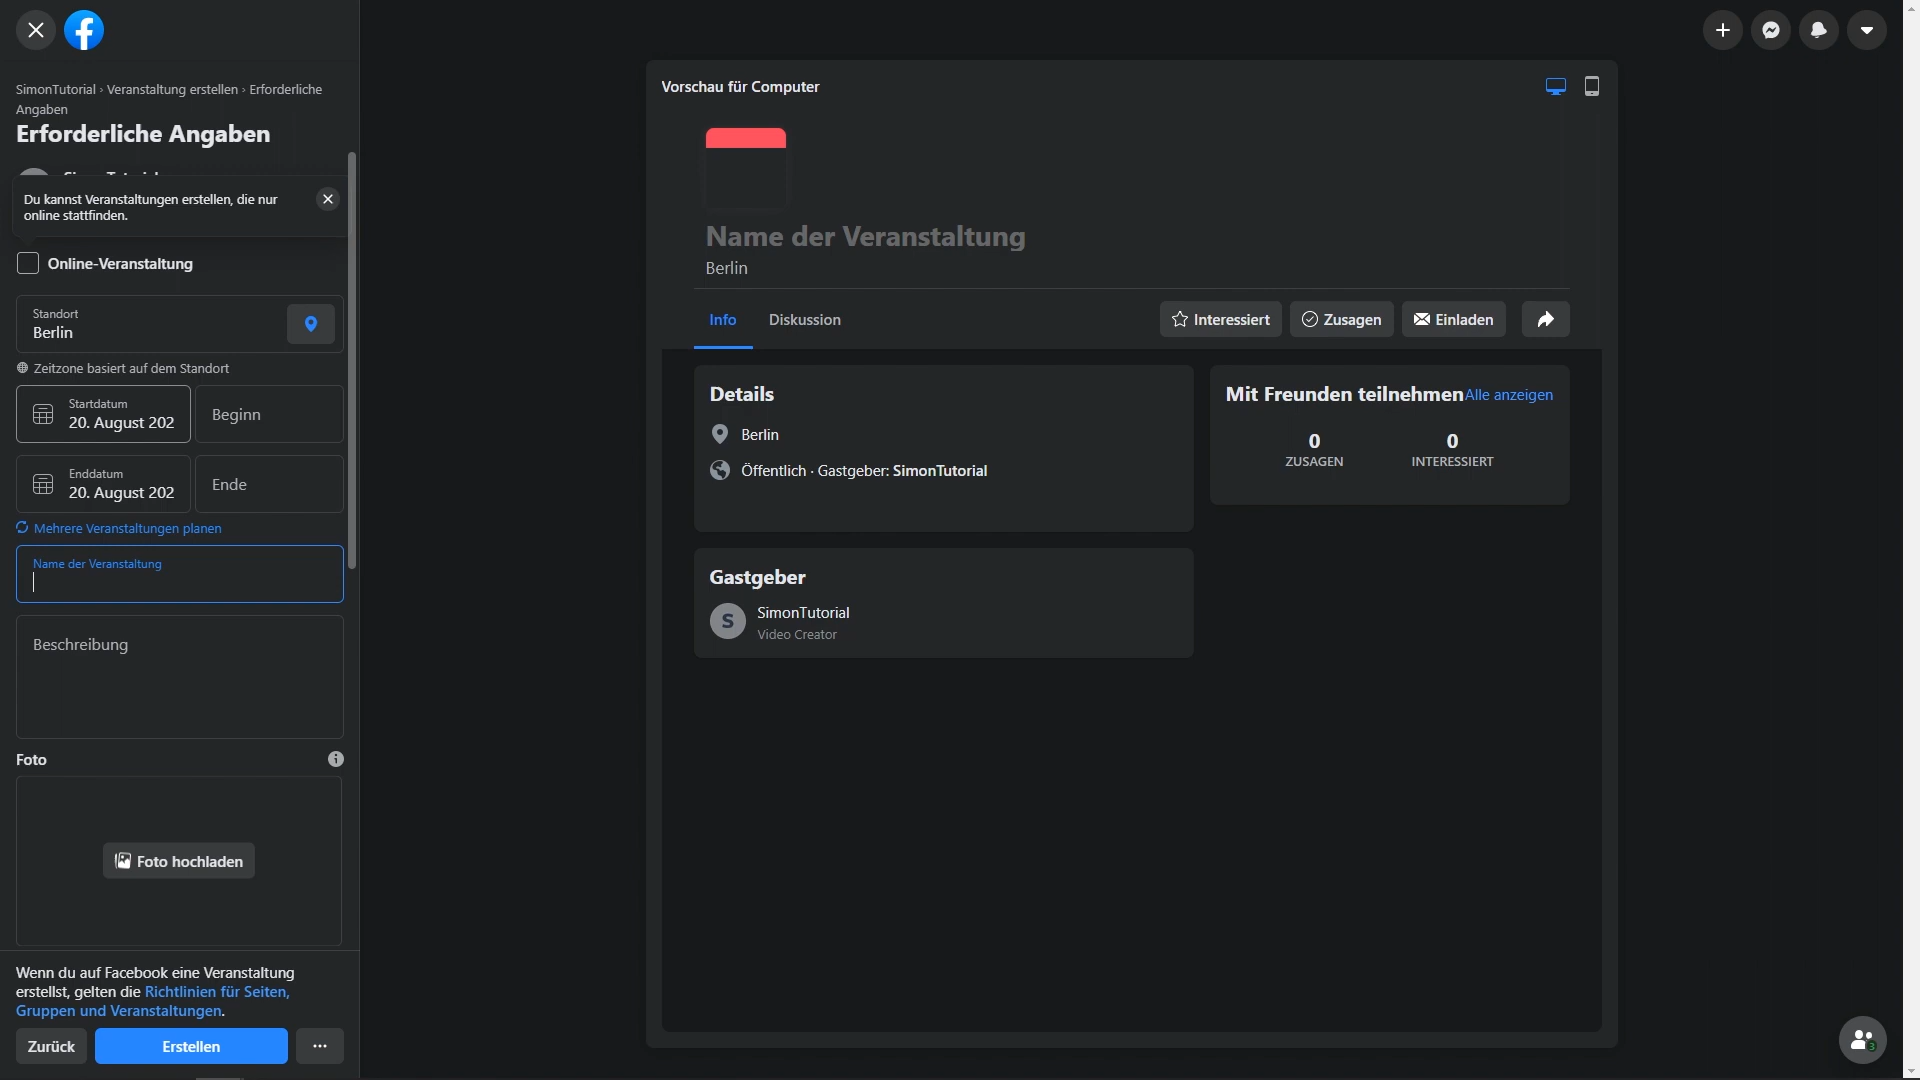 SimonTutorial › Veranstaltung erstellen › Erforderliche
Angaben
Erforderliche Angaben
Du kannst Veranstaltungen erstellen, die nur
online stattfinden.
Online-Veranstaltung
Standort
Berlin
Zeitzone basiert auf dem Standort
Startdatum
20. August 202
Beginn
Enddatum
20. August 202
Ende
Mehrere Veranstaltungen planen
Name der Veranstaltung
Beschreibung
Foto
Foto hochladen
Wenn du auf Facebook eine Veranstaltung
erstellst, gelten die Richtlinien für Seiten,
Gruppen und Veranstaltungen.
Zurück
Erstellen
Vorschau für Computer
Name der Veranstaltung
Berlin
Info
Diskussion
Interessiert
Zusagen
Einladen
Details
Berlin
Öffentlich · Gastgeber: SimonTutorial
Mit Freunden teilnehmen
Alle anzeigen
0
ZUSAGEN
0
INTERESSIERT
Gastgeber
S
SimonTutorial
Video Creator
3